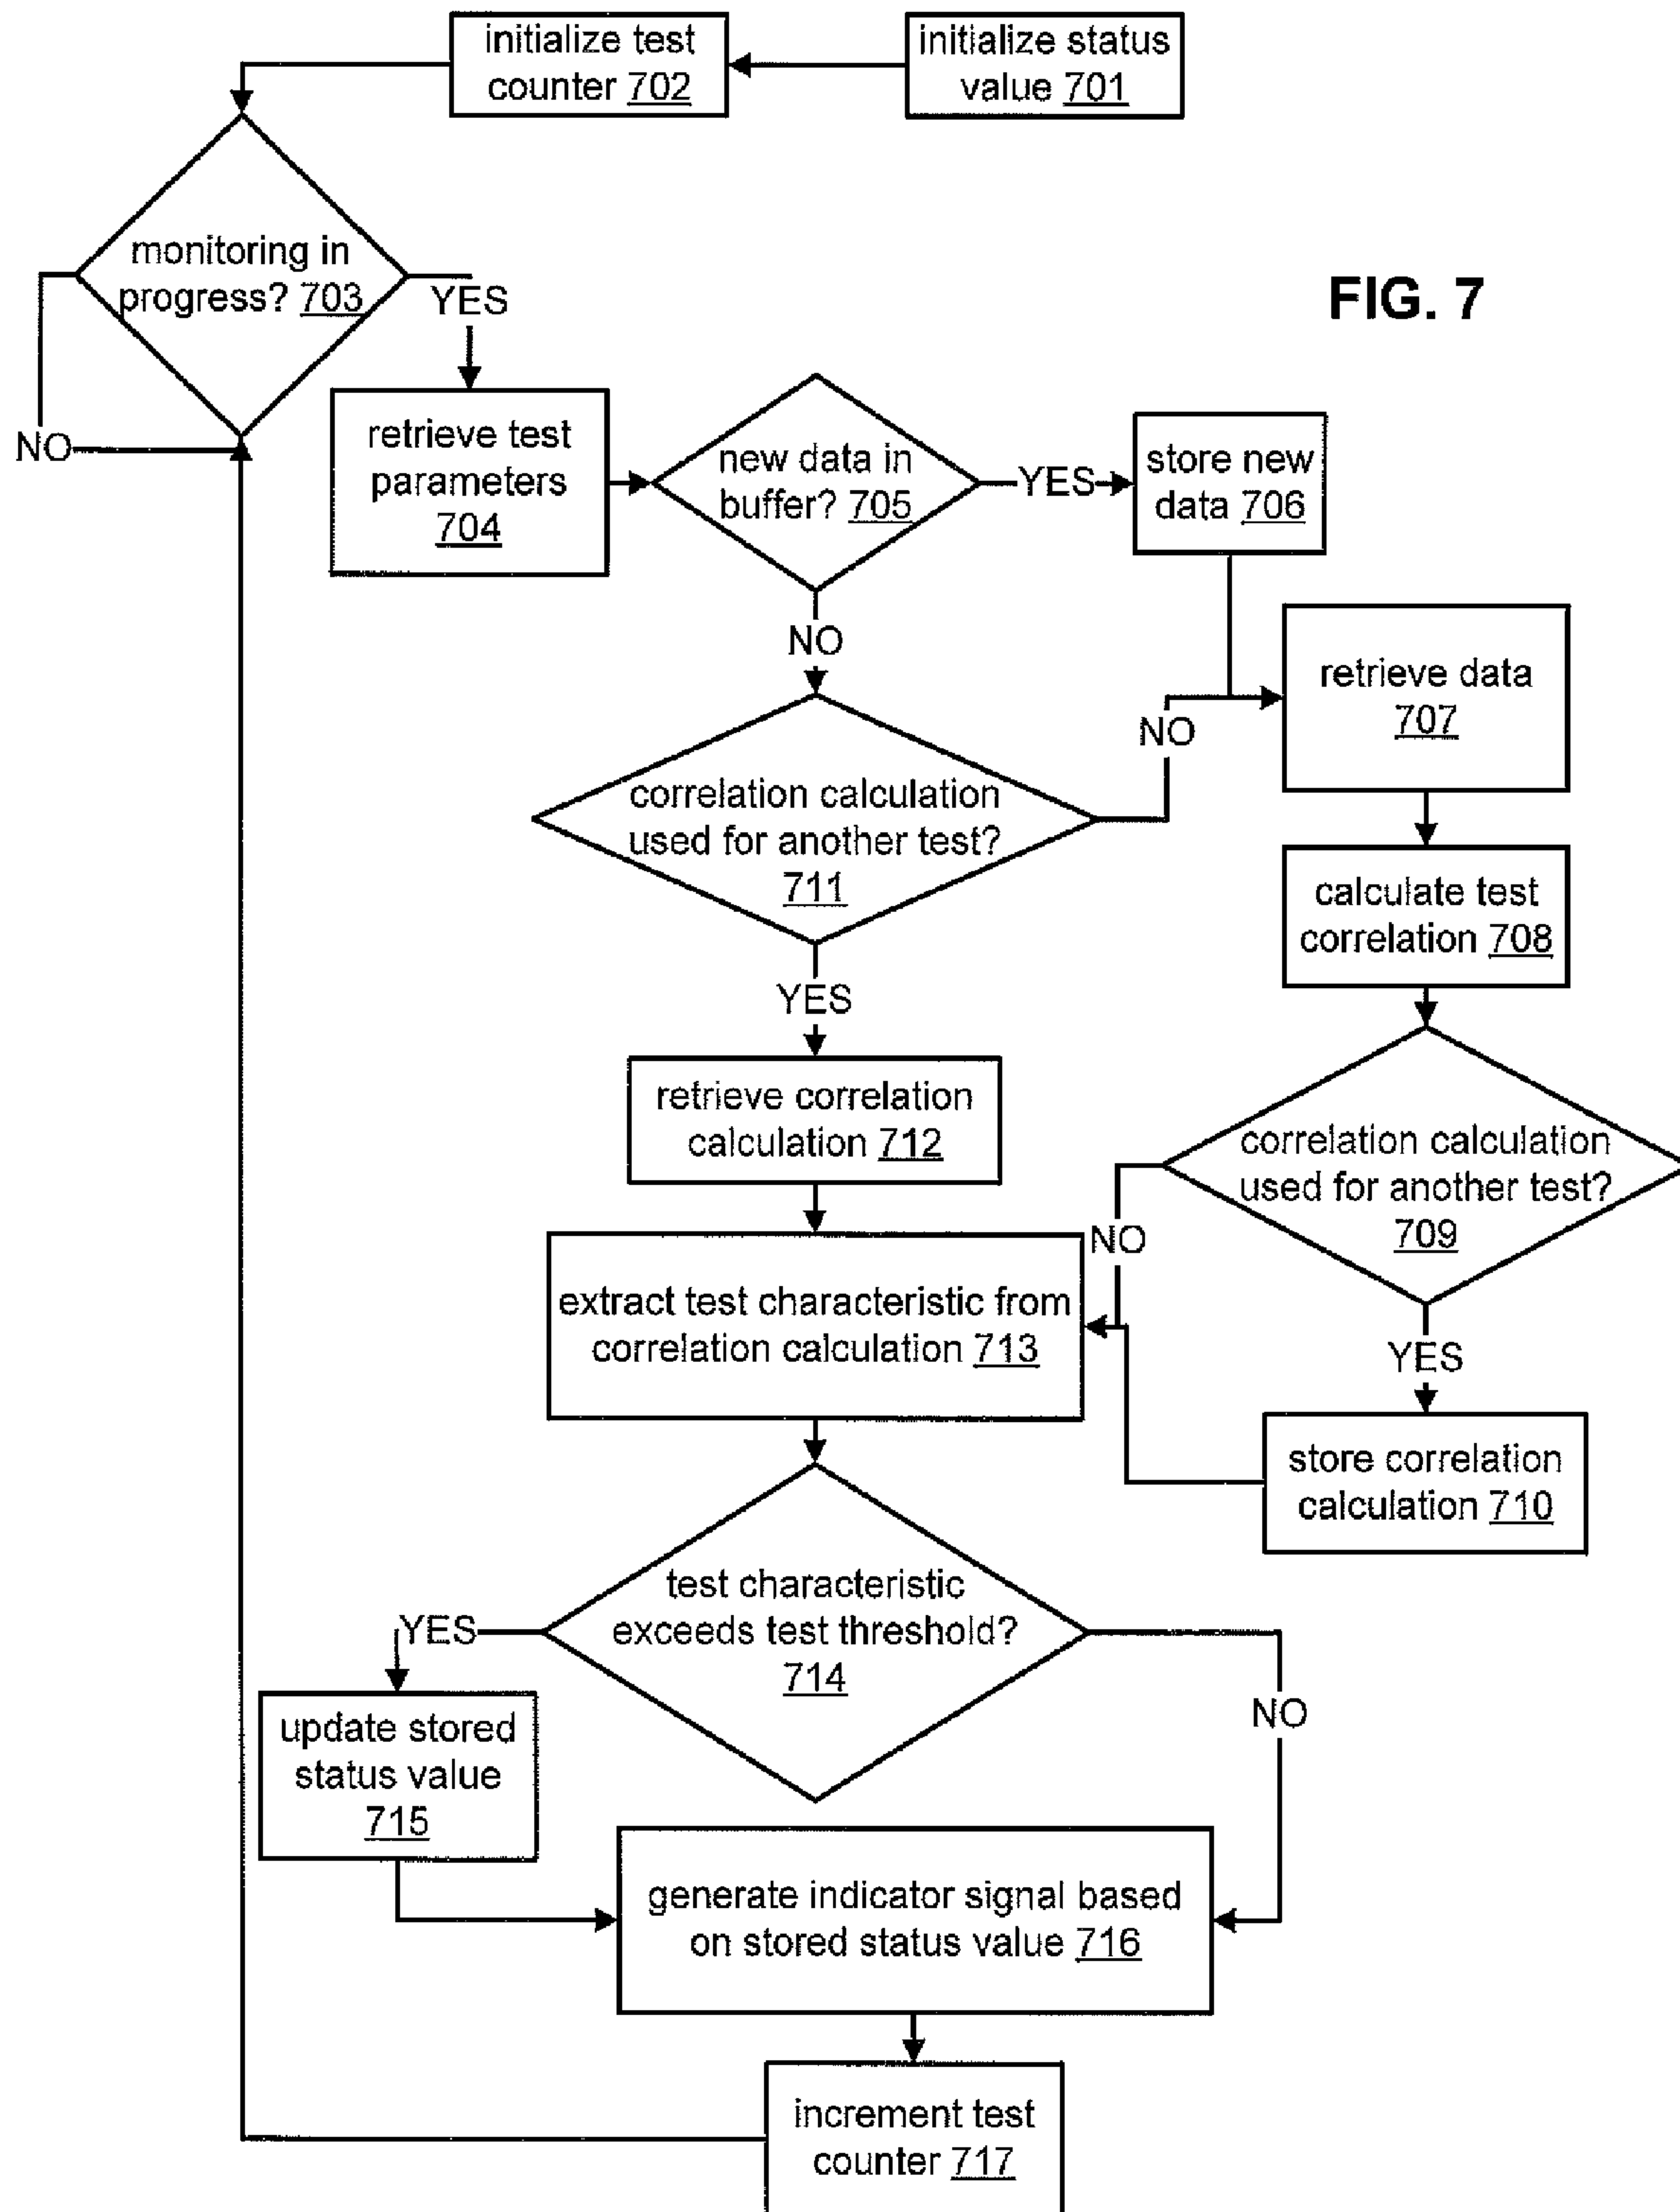 initialize test
counter 702
initialize status
value 701
monitoring in
progress? 703
YES
NO
FIG. 7
retrieve test
parameters
704
new data in
buffer? 705
YES
store new
data 706
NO
retrieve data
707
NO
correlation calculation
used for another test?
711
calculate test
correlation 708
YES
retrieve correlation
calculation 712
correlation calculation
used for another test?
709
NO
YES
extract test characteristic from
correlation calculation 713
store correlation
calculation 710
test characteristic
exceeds test threshold?
714
YES
NO
update stored
status value
715
generate indicator signal based
on stored status value 716
increment test
counter 717